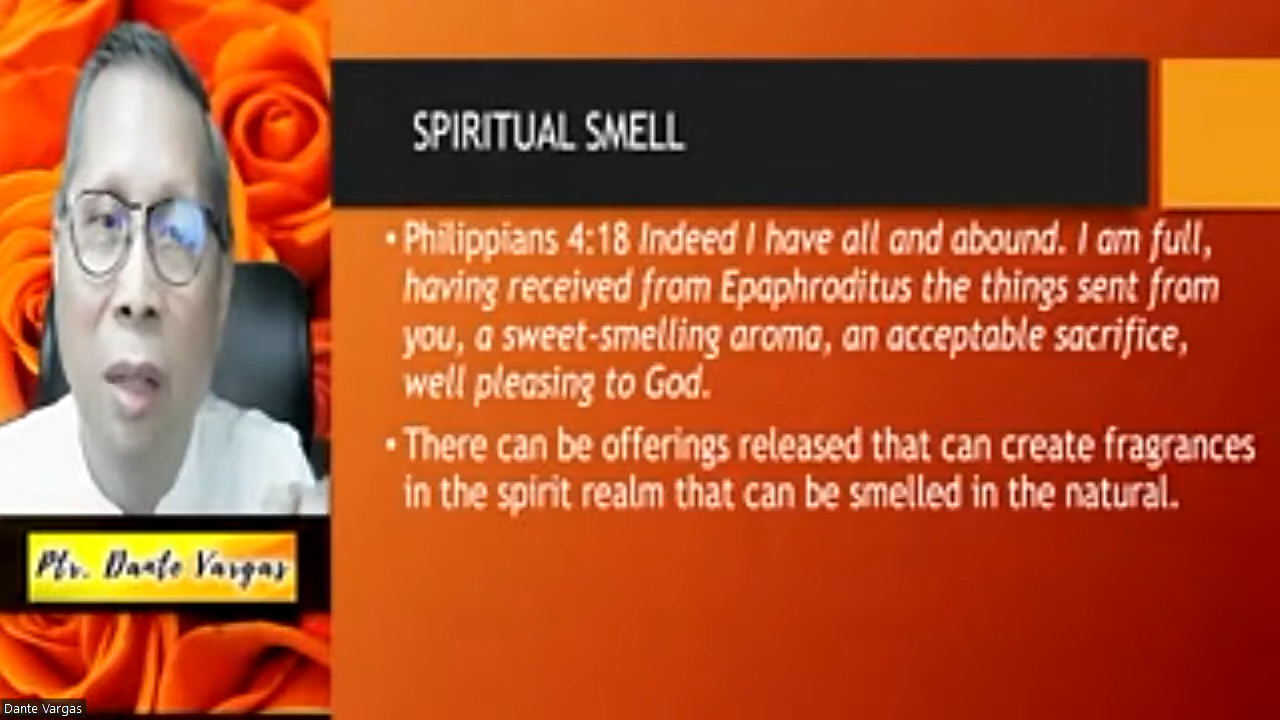 SPIRITUAL SMELL
• Philippians 4:18 Indeed I have all and abound. I am full,
having received from Epaphroditus the things sent from
you, a sweet-smelling aroma, an acceptable sacrifice,
well pleasing to God.
• There can be offerings released that can create fragrances
in the spirit realm that can be smelled in the natural.
Ptr. Dante Vargas
Dante Vargas